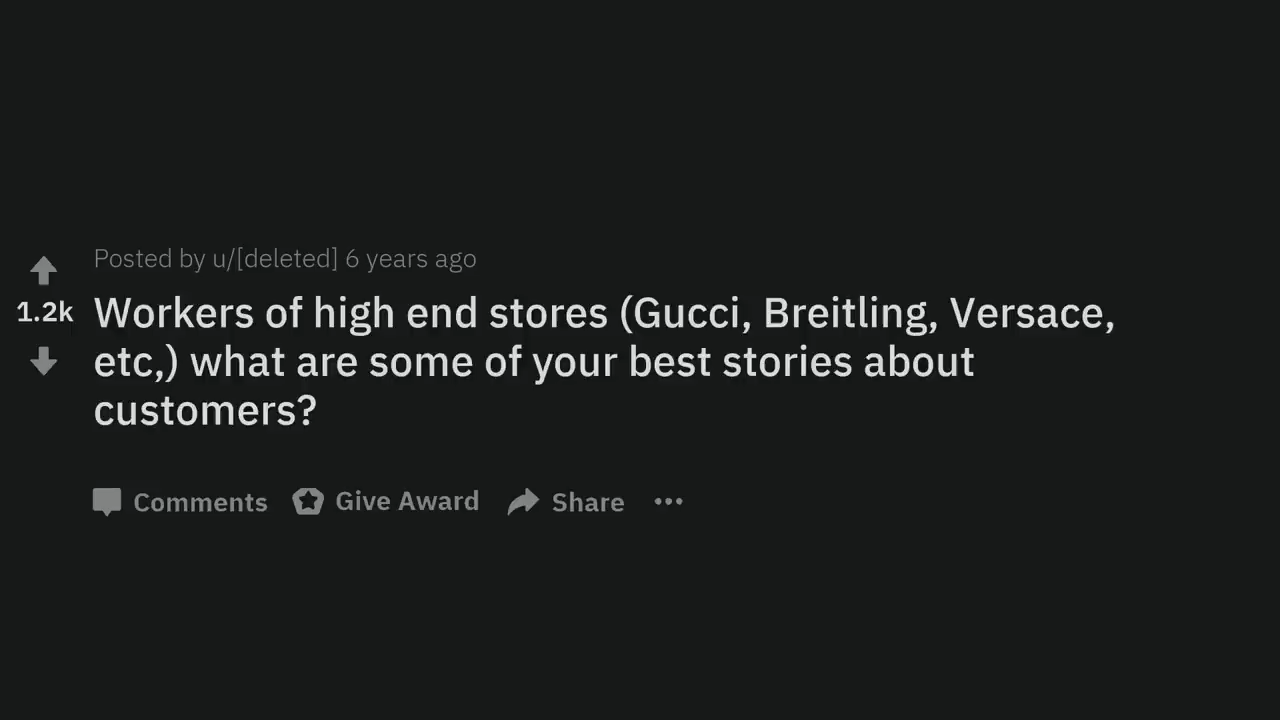 Posted by u/[deleted] 6 years ago
1.2k
Workers of high end stores (Gucci, Breitling, Versace,
etc,) what are some of your best stories about
customers?
Comments Give Award Share ...